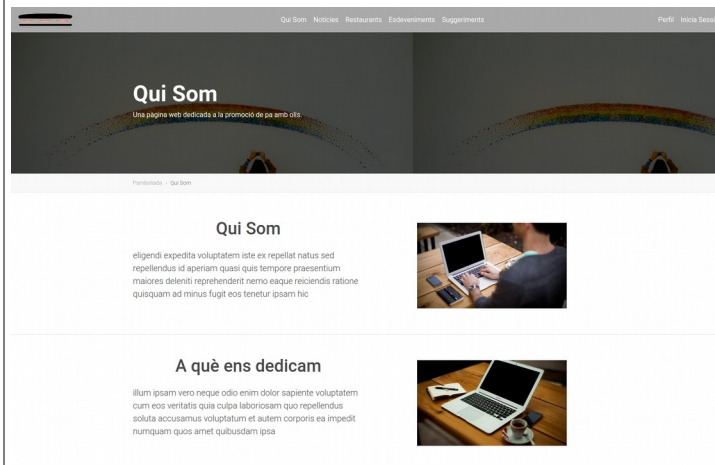 Qui Som Notícies Restaurants Esdeveniments Suggeriments
Perfil Inicia
Qui Som
Una pàgina web dedicada a la promoció de pa amb olis.
Pambollada › Qui Som
Qui Som
eligendi expedita voluptatem iste ex repellat natus sed
repellendus id aperiam quasi quis tempore praesentium
maiores deleniti reprehenderit nemo eaque reiciendis ratione
quisquam ad minus fugit eos tenetur ipsam hic
A què ens dedicam
illum ipsam vero neque odio enim dolor sapiente voluptatem
cum eos veritatis quia culpa laboriosam quo repellendus
soluta accusamus voluptatum et autem corporis ea impedit
numquam quos amet quibusdam ipsa